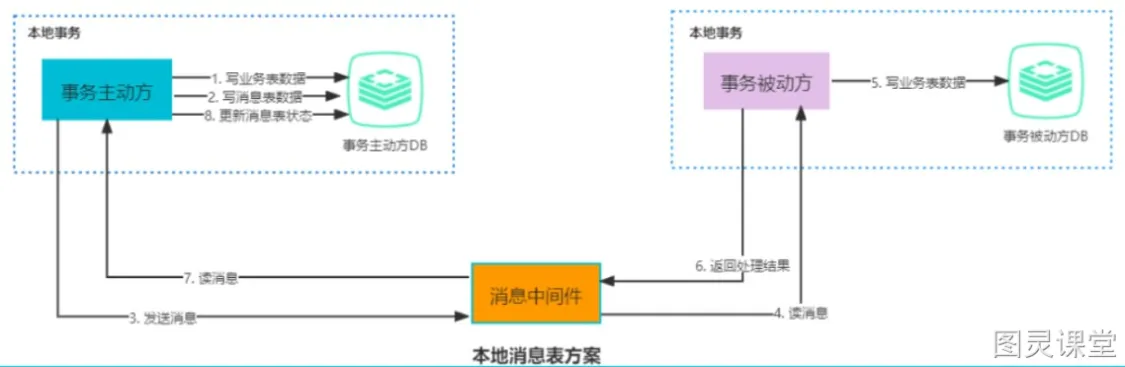 本地事务
事务主动方
1. 写业务表数据
2. 写消息表数据
8. 更新消息表状态
事务主动方DB
本地事务
事务被动方
5. 写业务表数据
事务被动方DB
7. 读消息
3. 发送消息
消息中间件
6. 返回处理结果
4. 读消息
本地消息表方案
图灵课堂